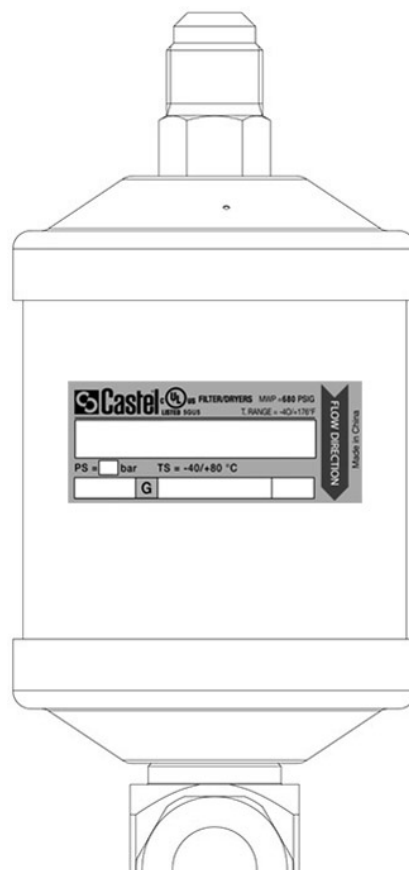 Castel c UL US FILTER/DRYERS MWP =680 PSIG
LISTED SGUS T. RANGE = -40/+176°F
PS = bar TS = -40/+80 °C
G
FLOW DIRECTION
Made in China